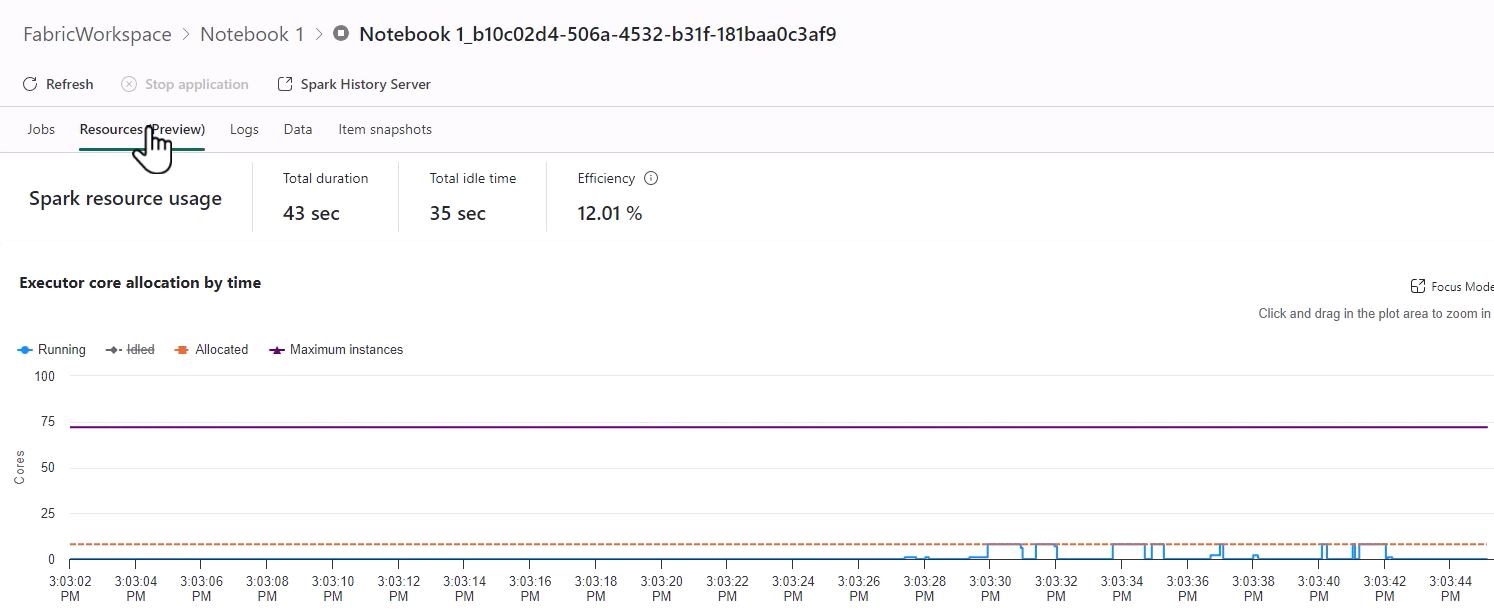 FabricWorkspace > Notebook 1 > Notebook 1_b10c02d4-506a-4532-b31f-181baa0c3af9
Refresh Stop application Spark History Server
Jobs Resources (Preview) Logs Data Item snapshots
Spark resource usage
Total duration
43 sec
Total idle time
35 sec
Efficiency
12.01 %
Executor core allocation by time
Focus Mode
Click and drag in the plot area to zoom in
Running Idled Allocated Maximum instances
Cores
100
75
50
25
0
3:03:02 PM
3:03:04 PM
3:03:06 PM
3:03:08 PM
3:03:10 PM
3:03:12 PM
3:03:14 PM
3:03:16 PM
3:03:18 PM
3:03:20 PM
3:03:22 PM
3:03:24 PM
3:03:26 PM
3:03:28 PM
3:03:30 PM
3:03:32 PM
3:03:34 PM
3:03:36 PM
3:03:38 PM
3:03:40 PM
3:03:42 PM
3:03:44 PM